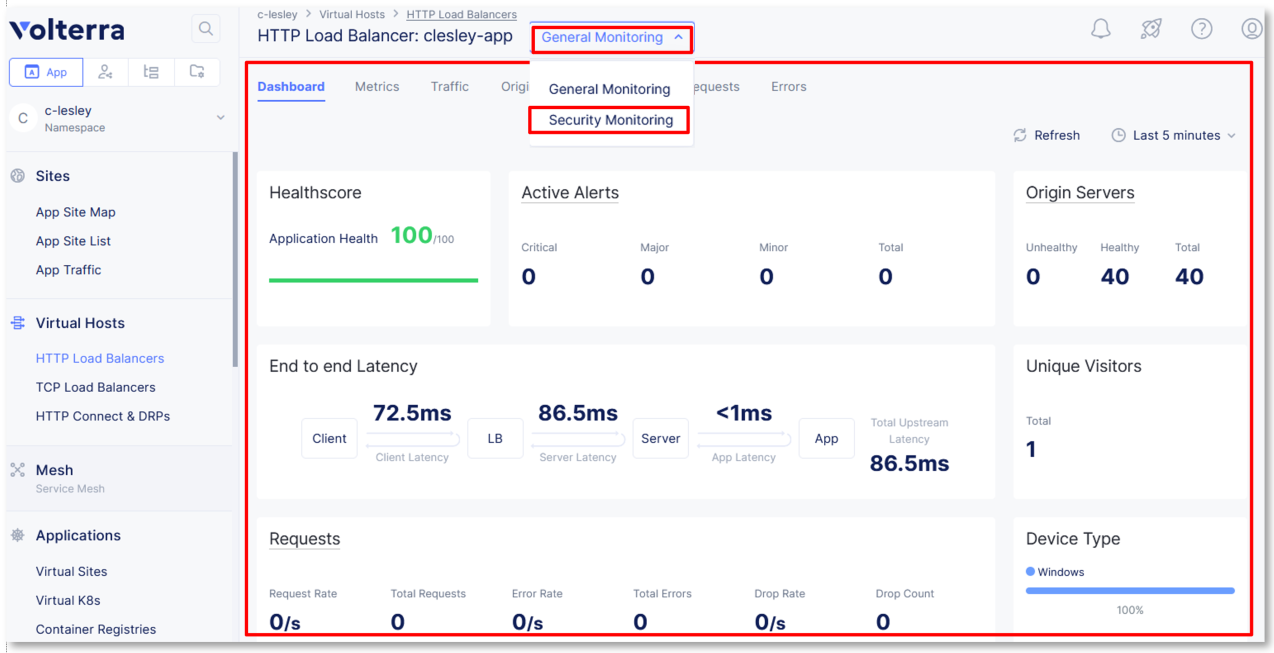 Volterra
App
C
c-lesley
Namespace
Sites
App Site Map
App Site List
App Traffic
Virtual Hosts
HTTP Load Balancers
TCP Load Balancers
HTTP Connect & DRPs
Mesh
Service Mesh
Applications
Virtual Sites
Virtual K8s
Container Registries
c-lesley > Virtual Hosts > HTTP Load Balancers
HTTP Load Balancer: clesley-app
General Monitoring
General Monitoring
Security Monitoring
Dashboard Metrics Traffic Origi equests Errors
Refresh Last 5 minutes
Healthscore
Application Health 100/100
Active Alerts
Critical Major Minor Total
0 0 0 0
Origin Servers
Unhealthy Healthy Total
0 40 40
End to end Latency
72.5ms 86.5ms <1ms
Client LB Server App
Client Latency Server Latency App Latency
Total Upstream
Latency
86.5ms
Unique Visitors
Total
1
Requests
Request Rate Total Requests Error Rate Total Errors Drop Rate Drop Count
0/s 0 0/s 0 0/s 0
Device Type
Windows
100%